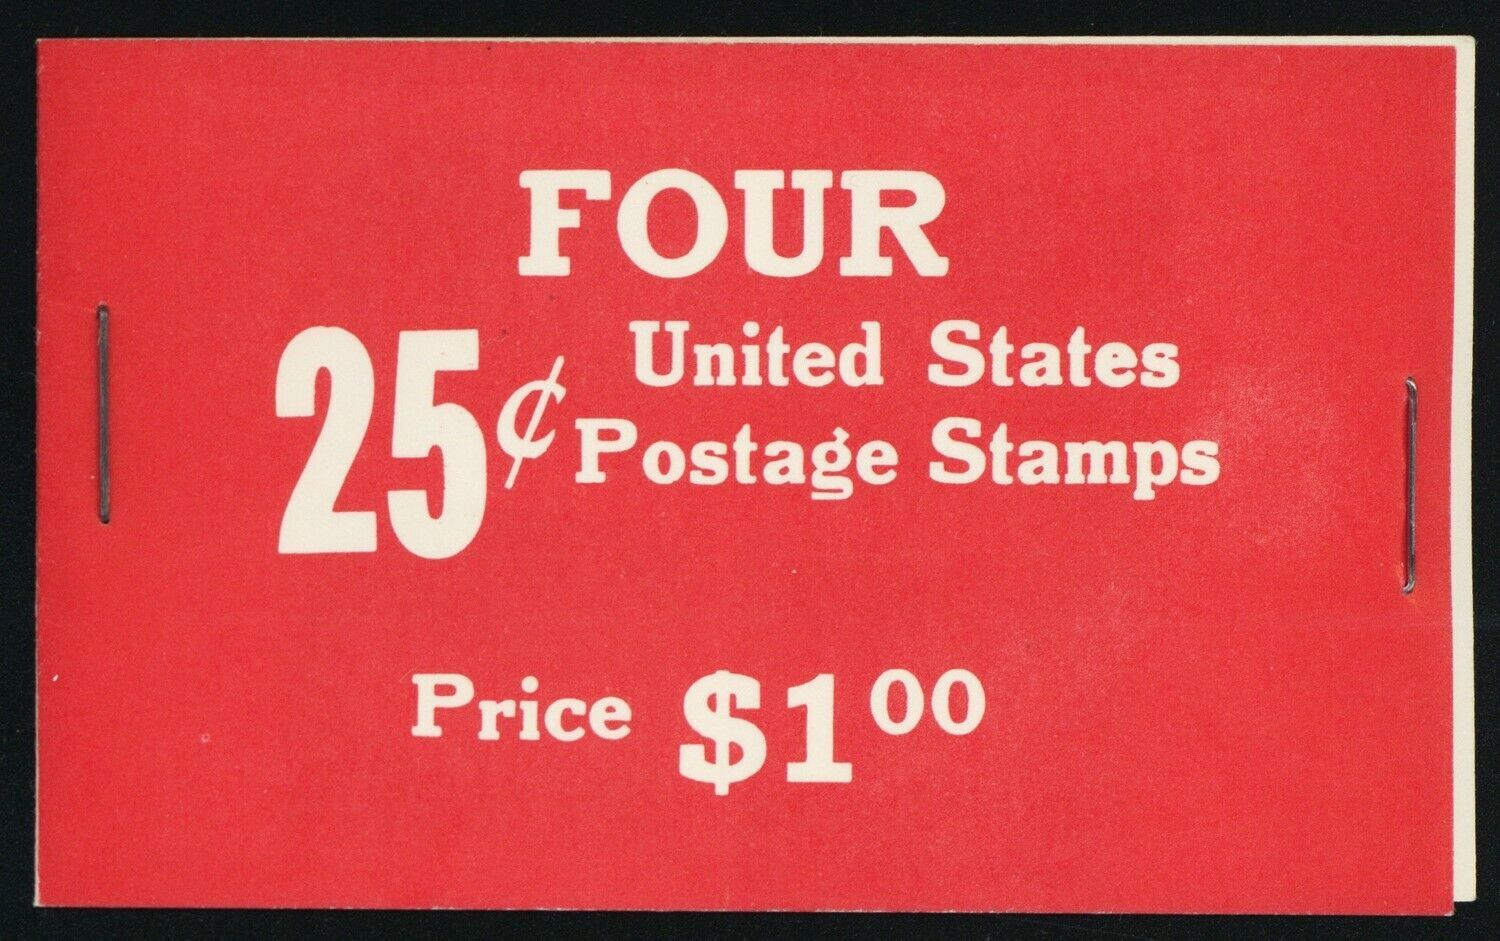 FOUR
25¢ United States
Postage Stamps
Price $1 00